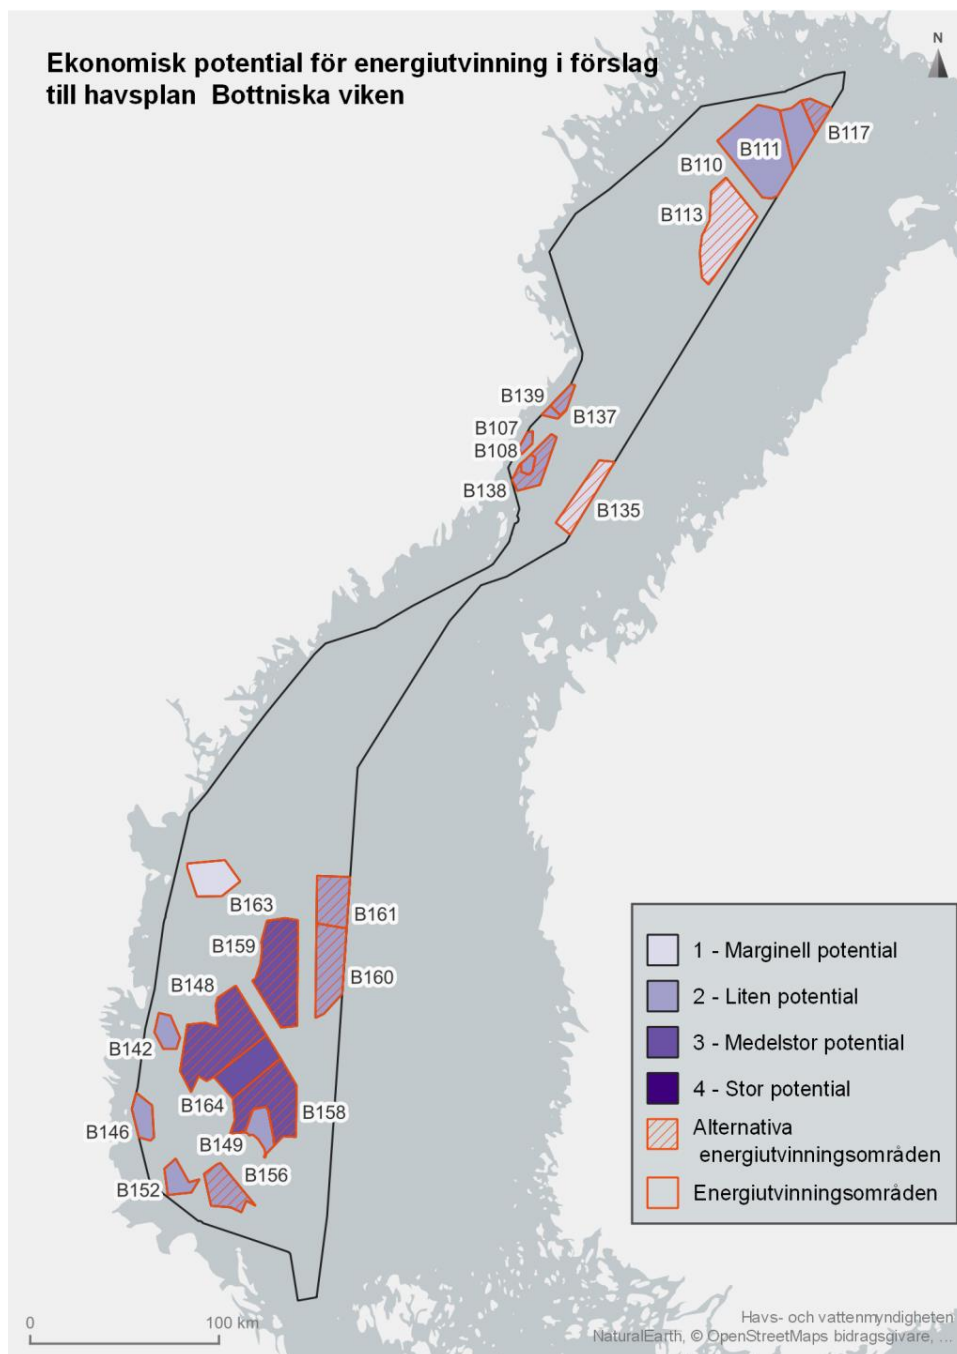 Ekonomisk potential för energiutvinning i förslag
till havsplan Bottniska viken
N
B117
B111
B110
B113
B139
B137
B107
B108
B138
B135
B163
B161
B159
B160
B148
B142
B164
B158
B146
B149
B156
B152
1 - Marginell potential
2 - Liten potential
3 - Medelstor potential
4 - Stor potential
Alternativa
energiutvinningsområden
Energiutvinningsområden
0 100 km
Havs- och vattenmyndigheten
NaturalEarth, © OpenStreetMaps bidragsgivare, ...